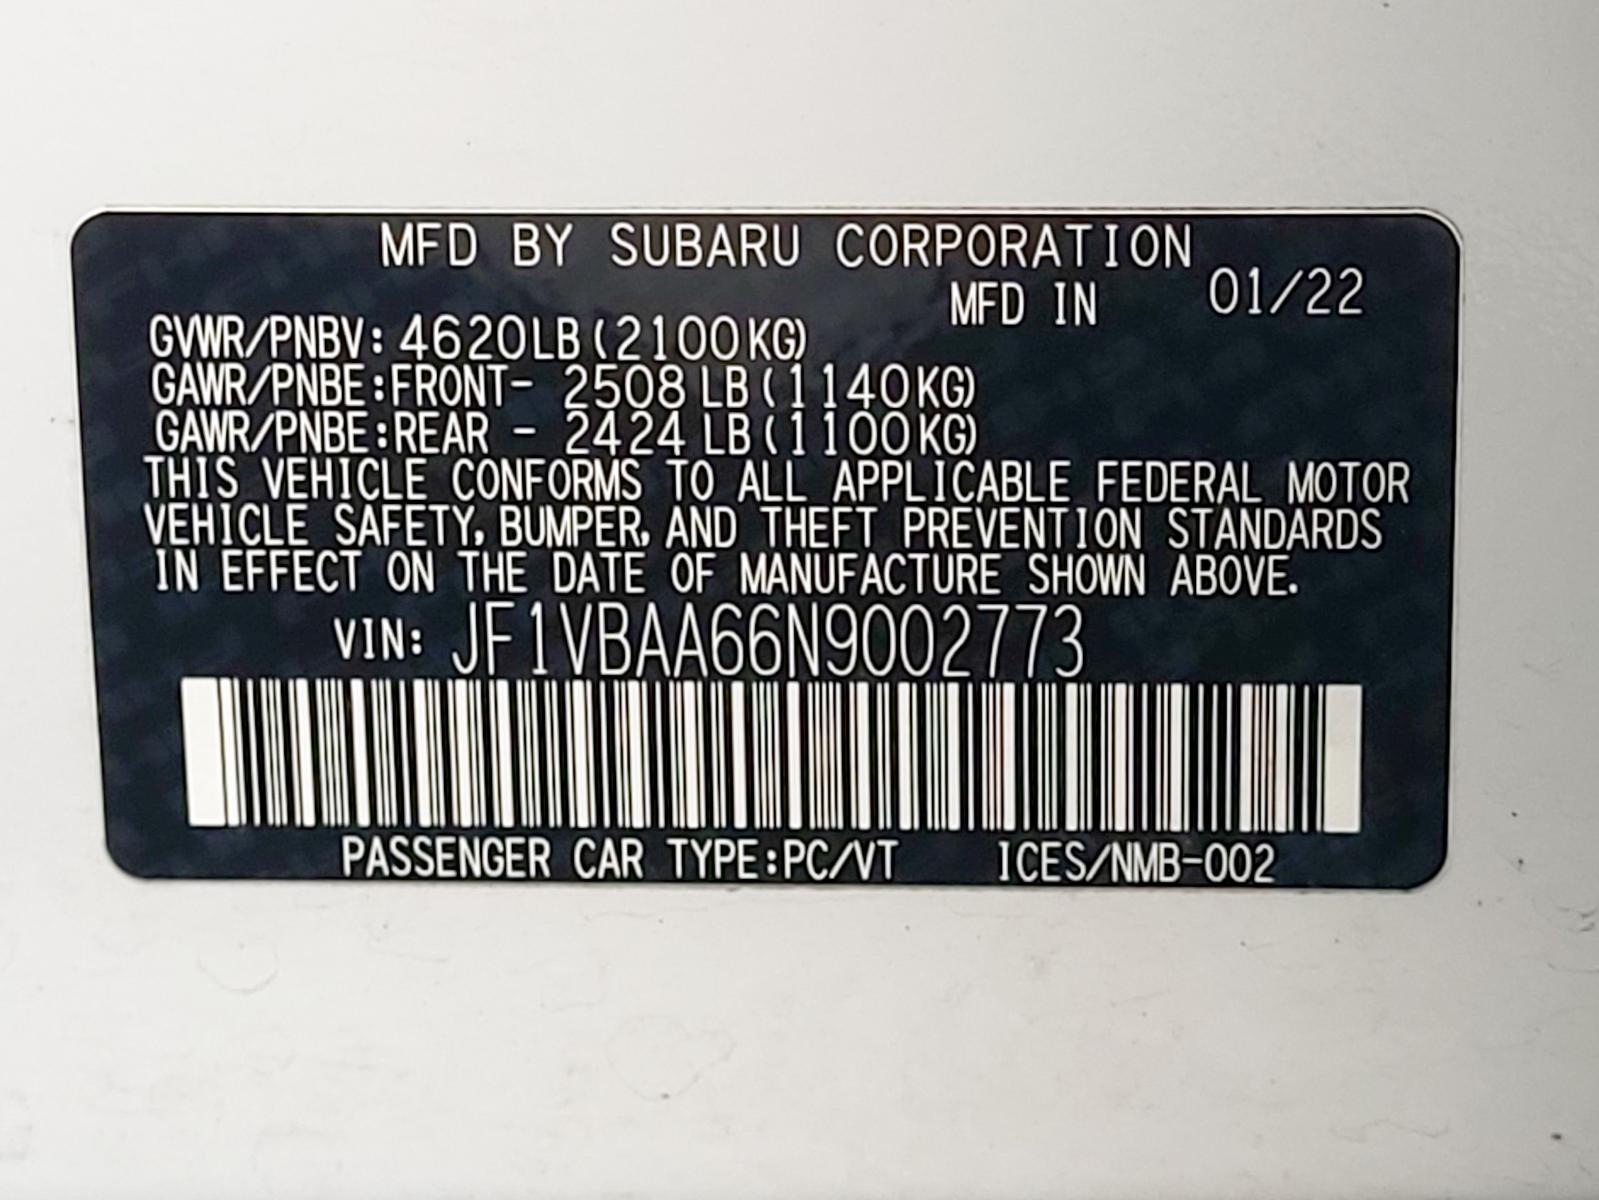 MFD BY SUBARU CORPORATION
MFD IN 01/22
GVWR/PNBV: 4620LB (2100KG)
GAWR/PNBE:FRONT- 2508 LB (1140KG)
GAWR/PNBE:REAR - 2424 LB (1100KG)
THIS VEHICLE CONFORMS TO ALL APPLICABLE FEDERAL MOTOR
VEHICLE SAFETY, BUMPER, AND THEFT PREVENTION STANDARDS
IN EFFECT ON THE DATE OF MANUFACTURE SHOWN ABOVE.
VIN: JF1VBAA66N9002773
PASSENGER CAR TYPE:PC/VT ICES/NMB-002